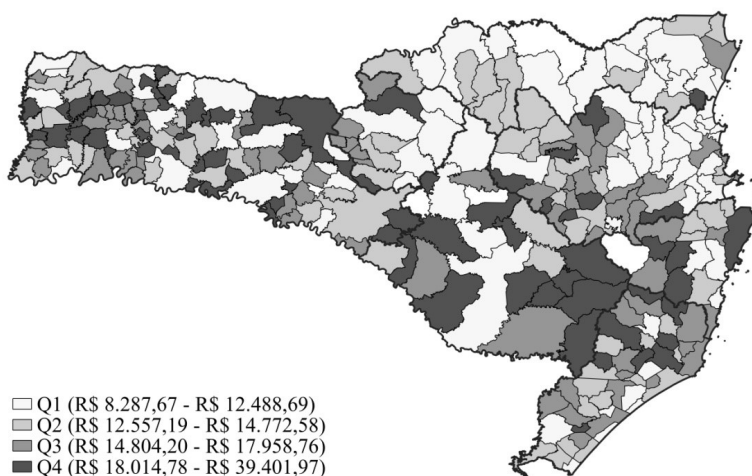 Q1 (R$ 8.287,67 - R$ 12.488,69)
Q2 (R$ 12.557,19 - R$ 14.772,58)
Q3 (R$ 14.804,20 - R$ 17.958,76)
Q4 (R$ 18.014,78 - R$ 39.401,97)